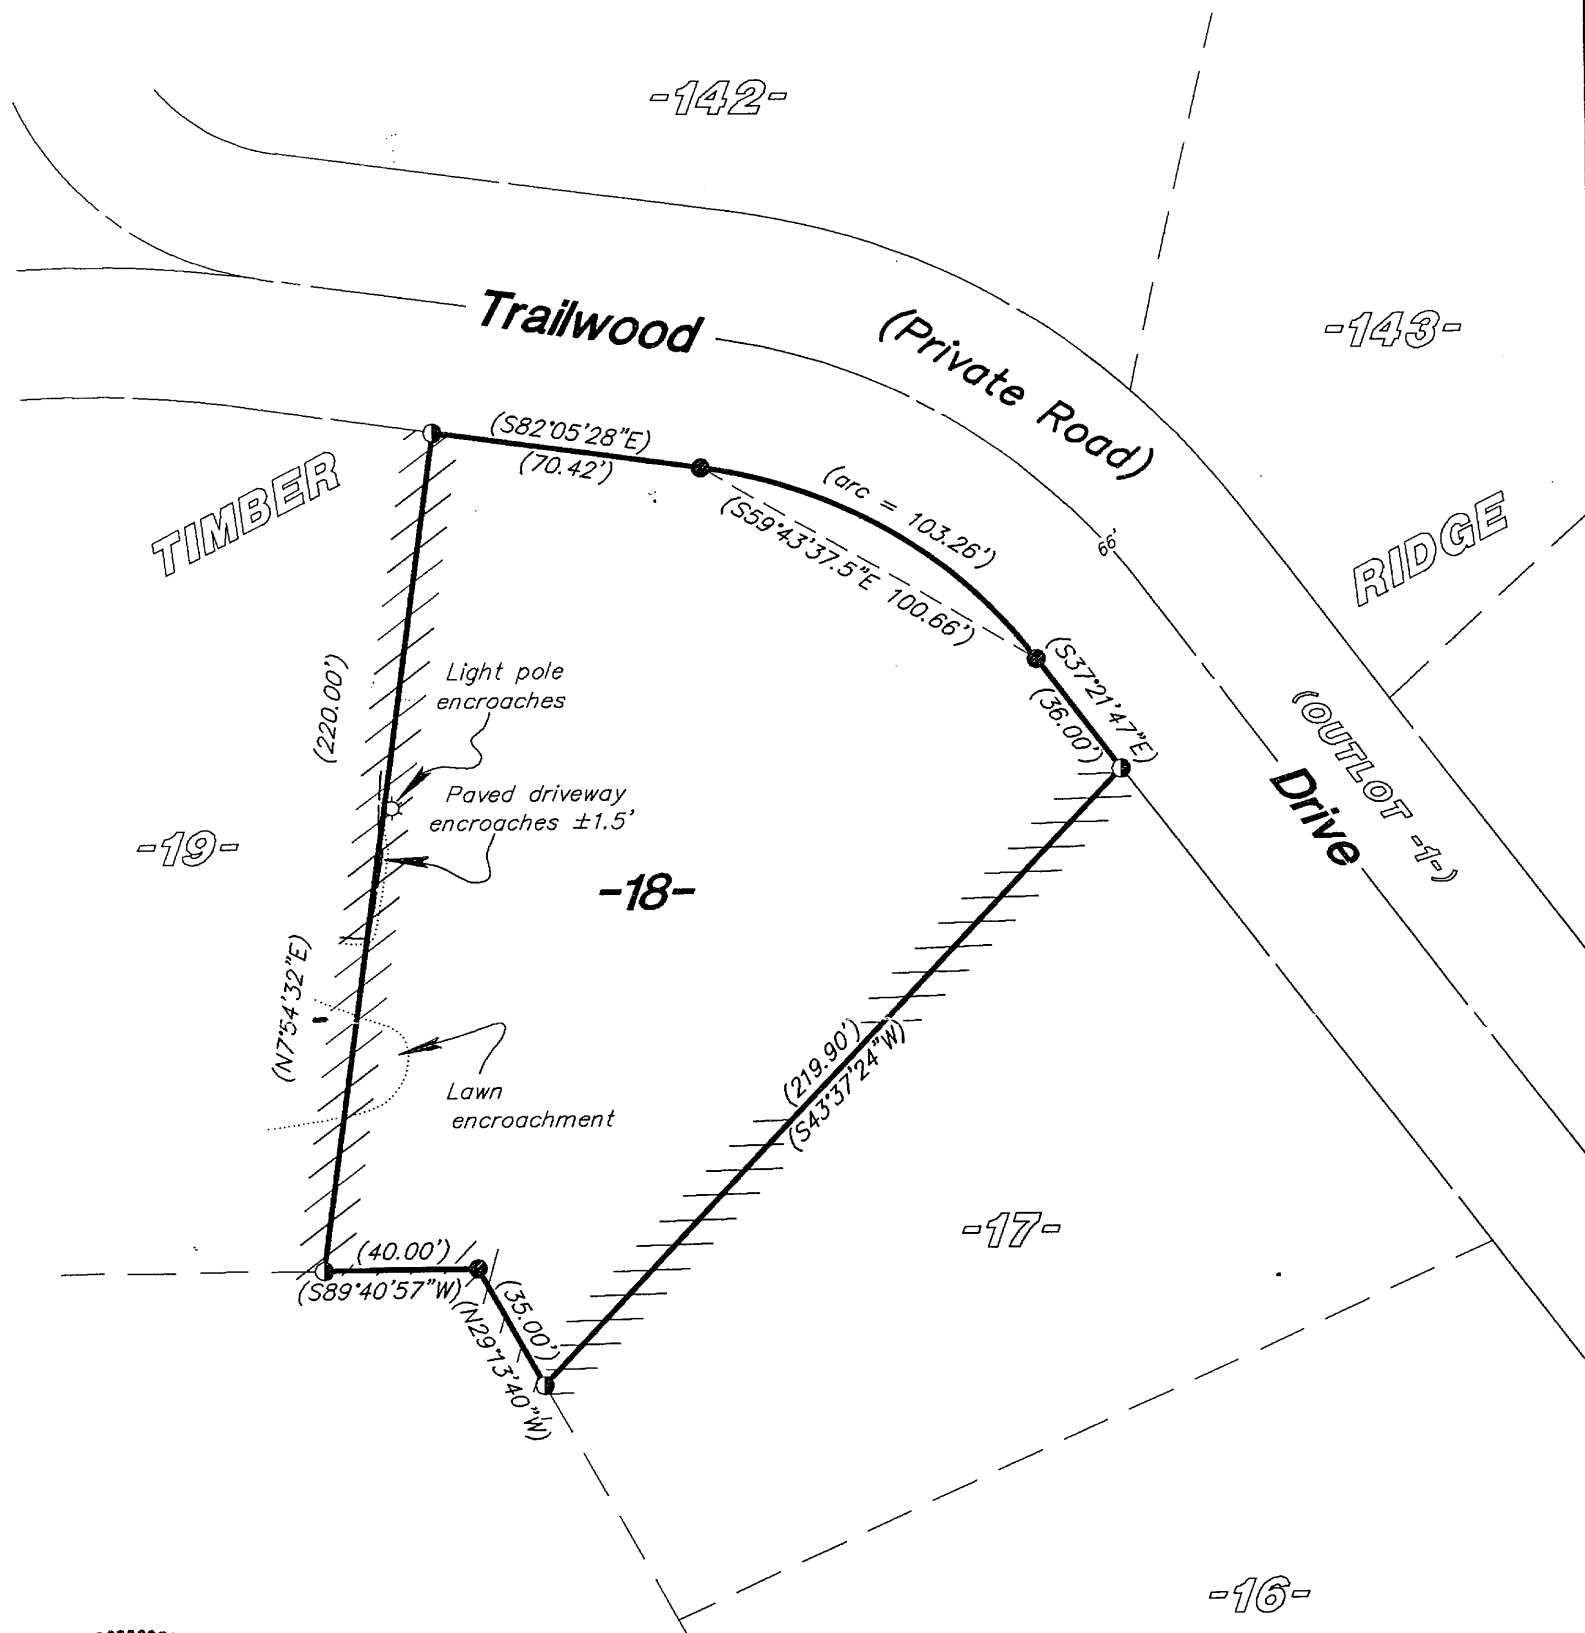 -142-
-143-
Trailwood
(Private Road)
(S82°05'28"E)
(70.42')
(arc = 103.26')
(S59°43'37.5"E 100.66')
TIMBER
RIDGE
66'
(S37°21'47"E)
(36.00')
(OUTLOT -1-)
Drive
(220.00')
Light pole
encroaches
Paved driveway
encroaches ±1.5'
-19-
-18-
(N7°54'32"E)
Lawn
encroachment
(219.90')
(S43°37'24"W)
-17-
(40.00')
(S89°40'57"W)
(35.00')
(N29°13'40"W)
-16-